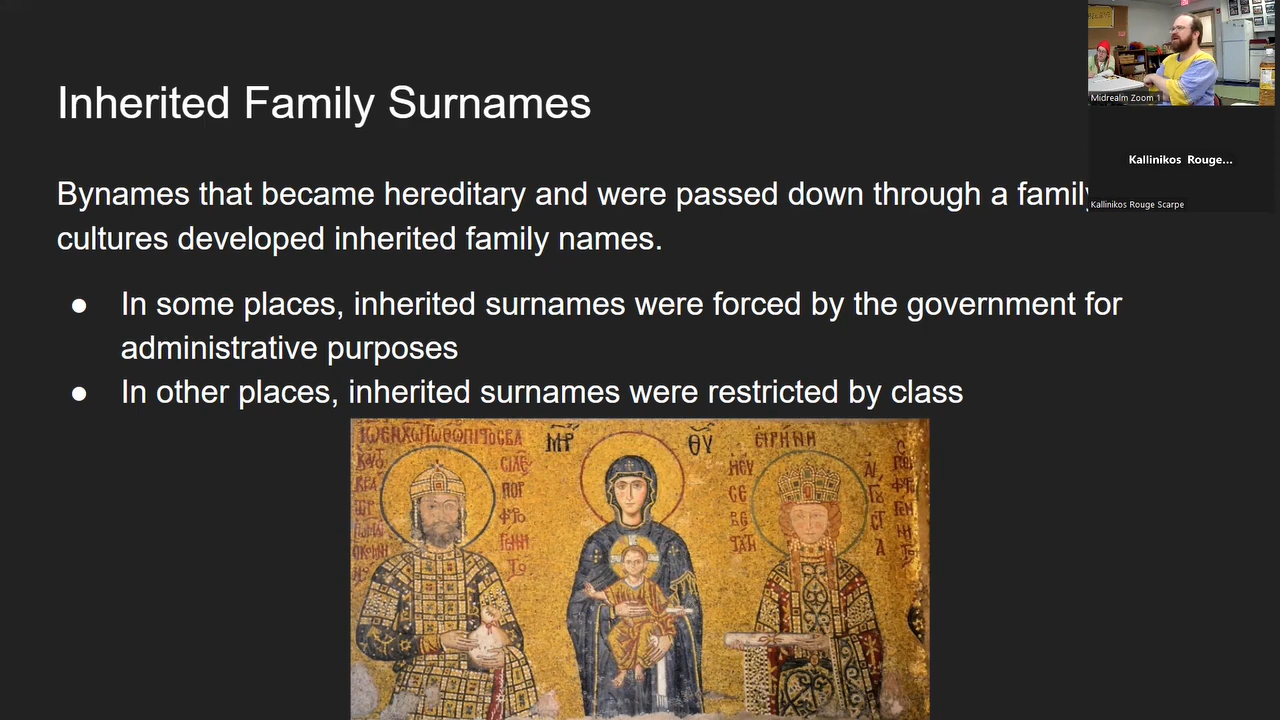 Inherited Family Surnames
Bynames that became hereditary and were passed down through a family
cultures developed inherited family names.
● In some places, inherited surnames were forced by the government for
administrative purposes
● In other places, inherited surnames were restricted by class
Midrealm Zoom 1
Kallinikos Rouge...
Kallinikos Rouge Scarpe
ΜΡ
ΘΥ
ΕΙΡΗΝΗ